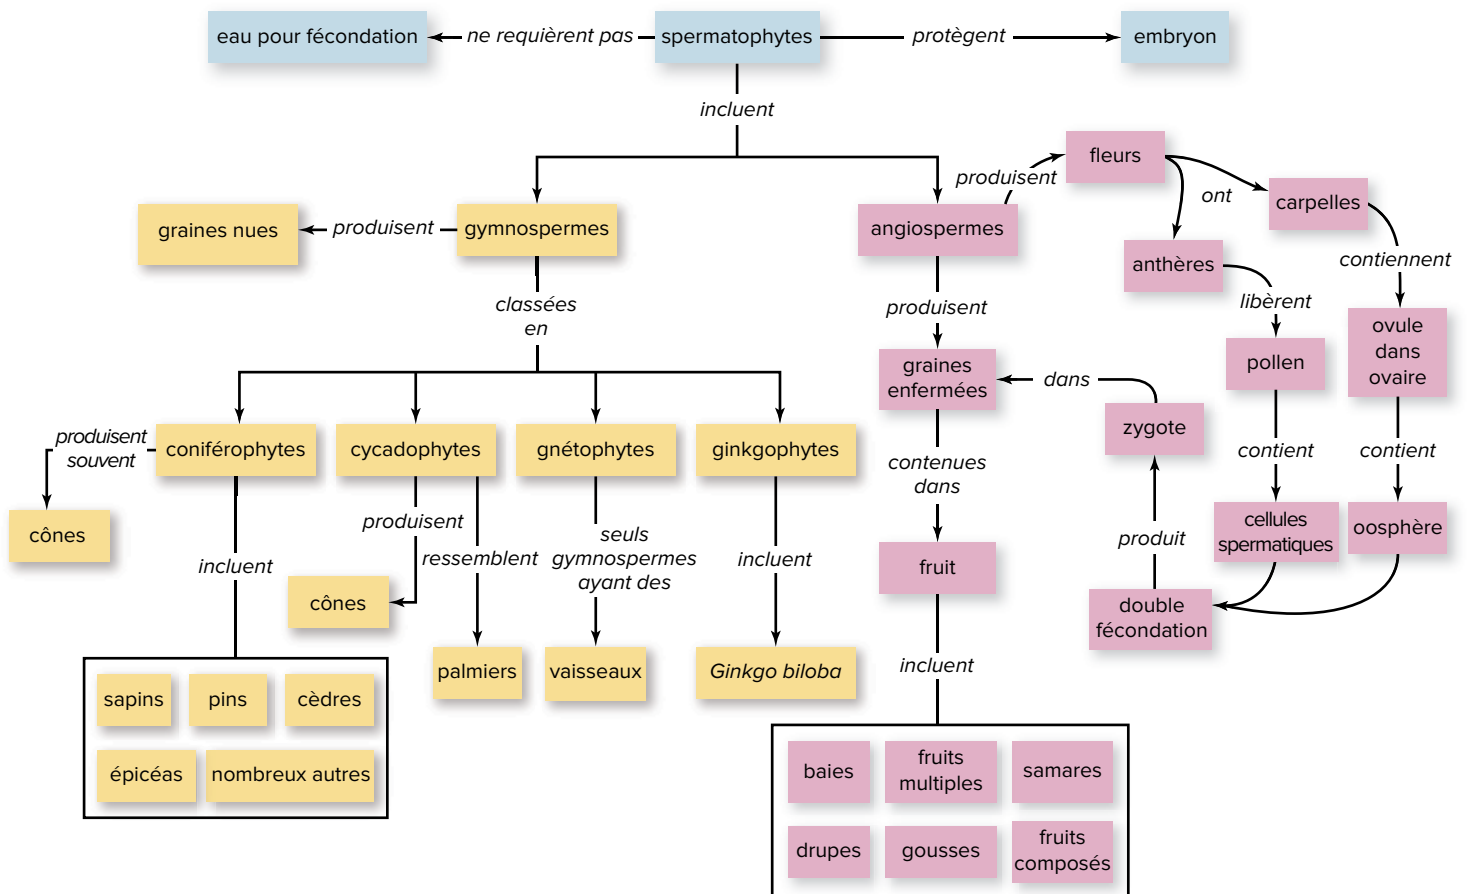 eau pour fécondation
ne requièrent pas
spermatophytes
protègent
embryon
incluent
fleurs
produisent
ont
carpelles
graines nues
produisent
gymnospermes
angiospermes
anthères
contiennent
classées
en
produisent
libèrent
ovule
dans
ovaire
graines
enfermées
dans
pollen
zygote
produisent
souvent
coniférophytes
cycadophytes
gnétophytes
ginkgophytes
contenues
dans
contient
contient
cônes
produisent
ressemblent
seuls
gymnospermes
ayant des
incluent
incluent
cellules
spermatiques
oosphère
produit
fruit
cônes
double
fécondation
palmiers
vaisseaux
Ginkgo biloba
incluent
sapins
pins
cèdres
épicéas
nombreux autres
baies
fruits
multiples
samares
drupes
gousses
fruits
composés